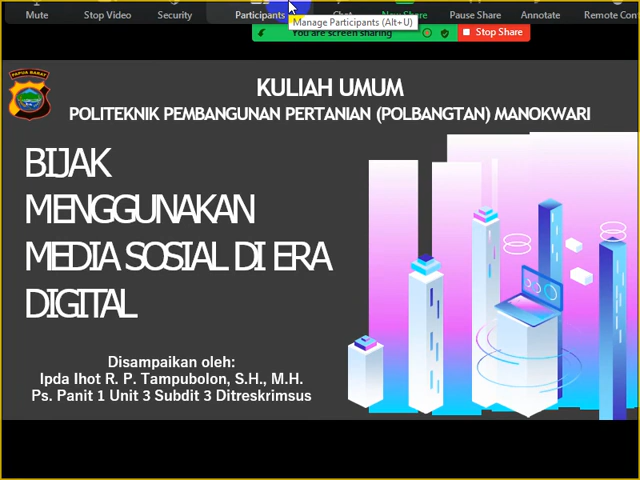 Mute Stop Video Security Participants Chat New Share Pause Share Annotate Remote Con
Manage Participants (Alt+U)
You are screen sharing Stop Share
PAPUA BARAT
KULIAH UMUM
POLITEKNIK PEMBANGUNAN PERTANIAN (POLBANGTAN) MANOKWARI
BIJAK
MENGGUNAKAN
MEDIA SOSIAL DI ERA
DIGITAL
Disampaikan oleh:
Ipda Ihot R. P. Tampubolon, S.H., M.H.
Ps. Panit 1 Unit 3 Subdit 3 Ditreskrimsus